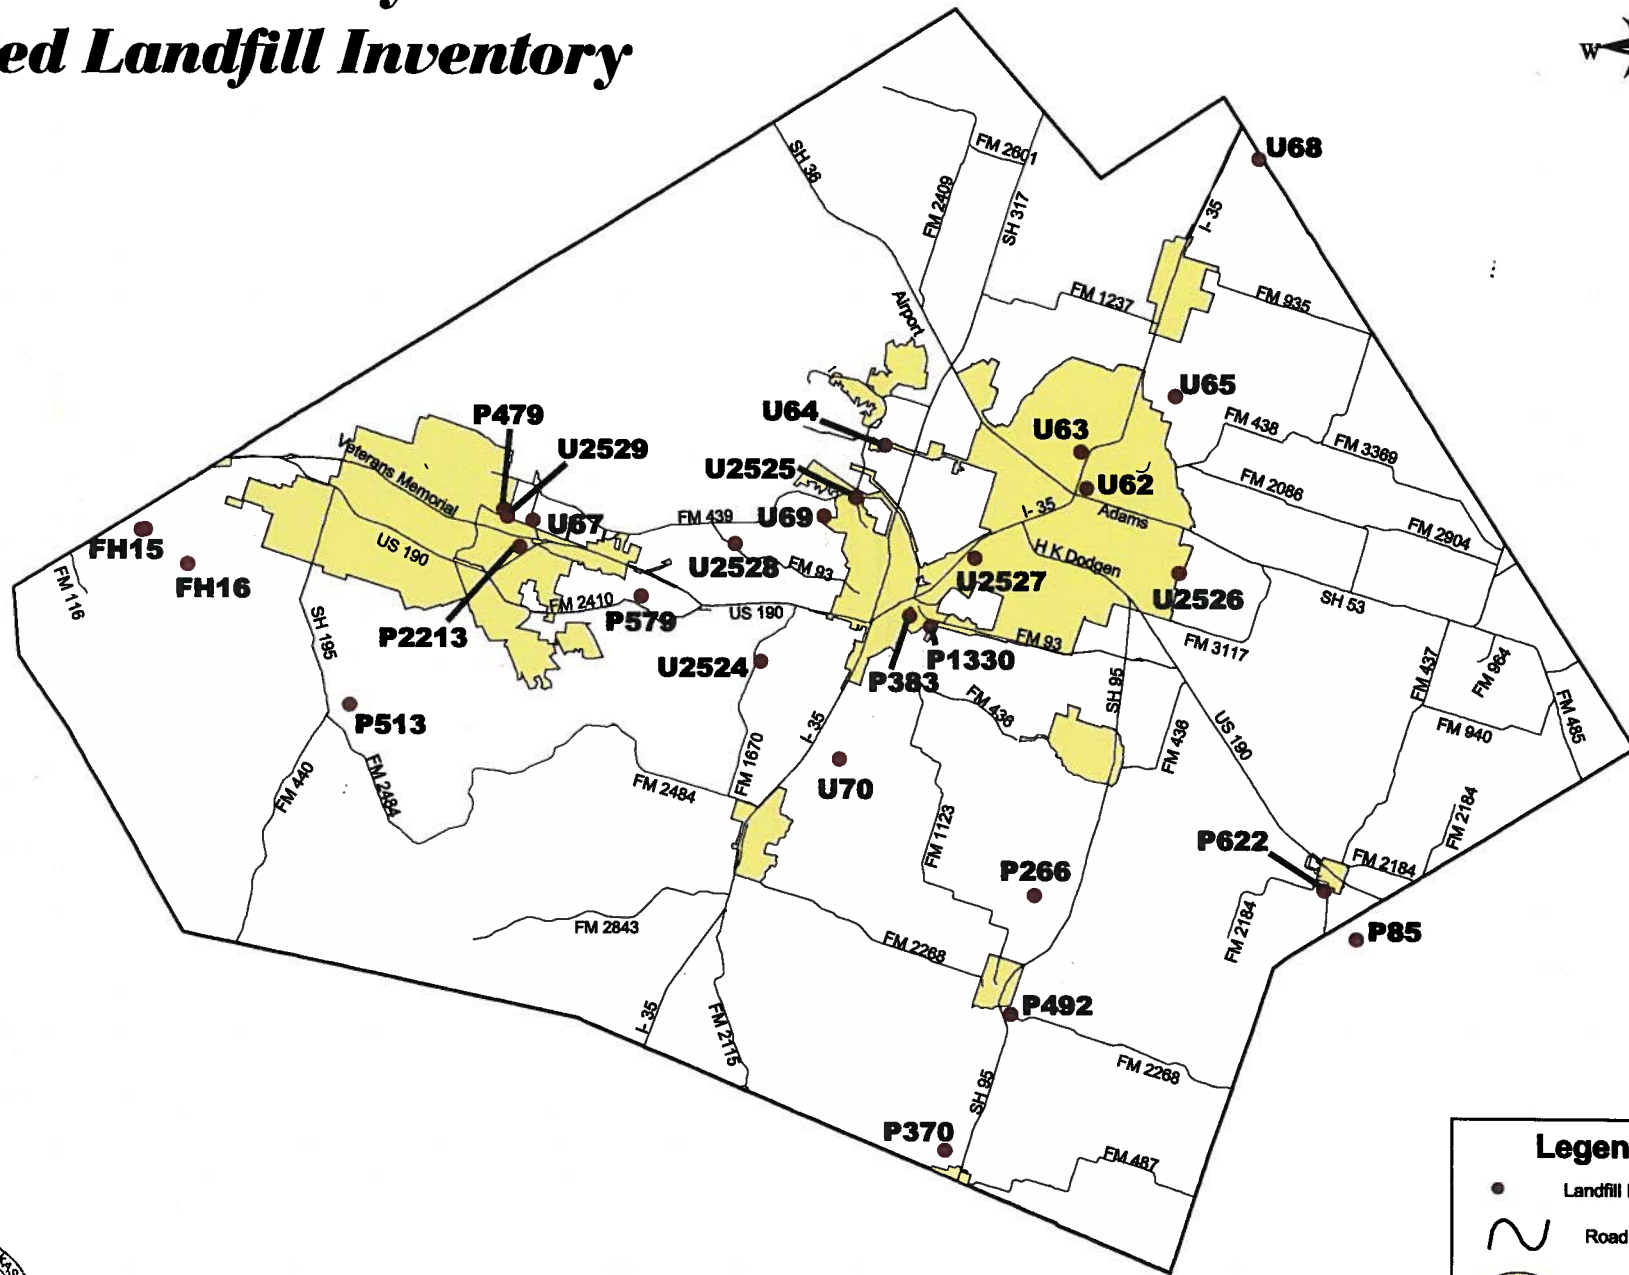 ed Landfill Inventory
W
U68
SH 36
FM 2601
FM 2409
SH 317
I- 35
Airport
FM 1237
FM 935
U65
P479
U2529
U64
U63
FM 438
FM 3369
U2525
U62
FM 2086
Veterans Memorial
I- 35
Adams
U67
FM 439
U69
FM 2904
FH15
US 190
H K Dodgen
U2528
FM 93
U2527
FH16
FM 116
U2526
FM 2410
P579
US 190
SH 53
SH 195
P2213
FM 93
FM 3117
P1330
U2524
P383
FM 437
FM 964
SH 95
FM 436
P513
I- 35
FM 436
US 190
FM 485
FM 940
FM 1670
U70
FM 440
FM 2484
FM 2484
FM 1123
P622
FM 2184
FM 2184
P266
FM 2184
FM 2843
FM 2268
P85
P492
I- 35
FM 2115
FM 2268
SH 95
P370
FM 487
Legen
Landfill
Road